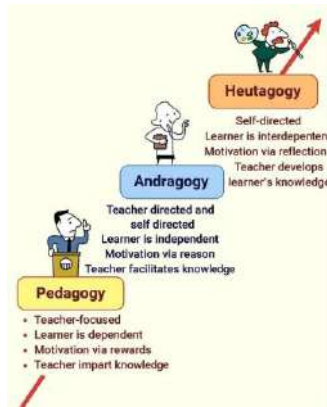 Heutagogy
Self-directed
Learner is interdependent
Motivation via reflection
Teacher develops
learner's knowledge
Andragogy
Teacher directed and
self directed
Learner is independent
Motivation via reason
Teacher facilitates knowledge
Pedagogy
• Teacher-focused
• Learner is dependent
• Motivation via rewards
• Teacher impart knowledge